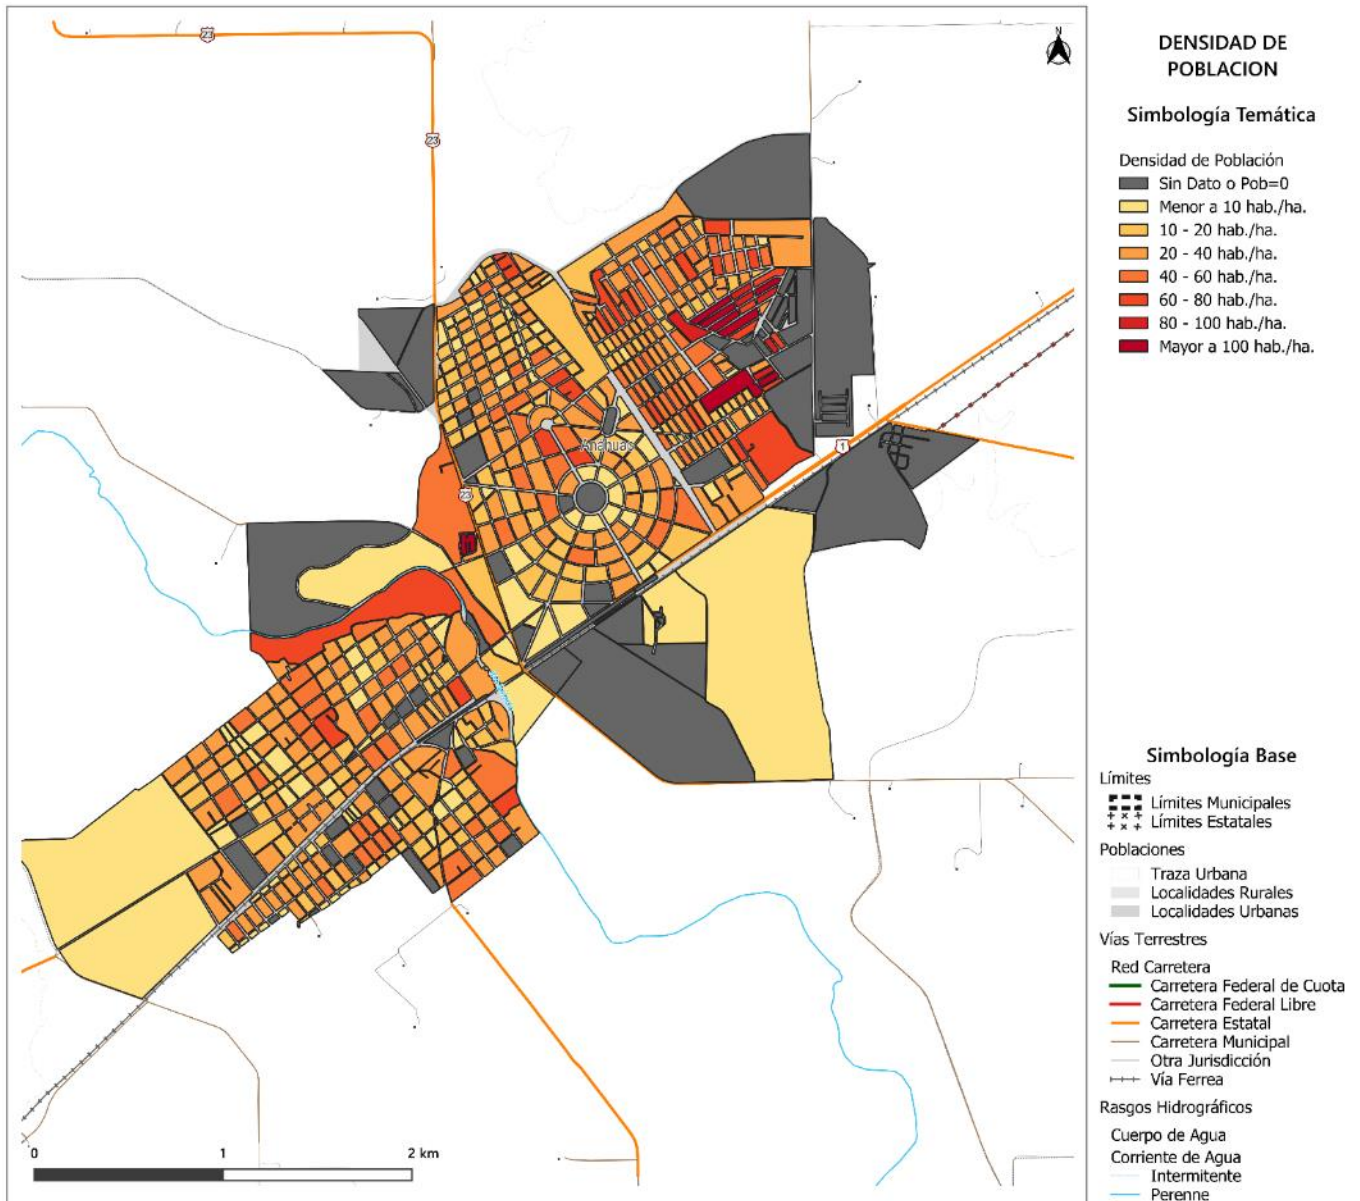 23
23
N
Anáhuac
1
23
0 1 2 km
DENSIDAD DE
POBLACION
Simbología Temática
Densidad de Población
Sin Dato o Pob=0
Menor a 10 hab./ha.
10 - 20 hab./ha.
20 - 40 hab./ha.
40 - 60 hab./ha.
60 - 80 hab./ha.
80 - 100 hab./ha.
Mayor a 100 hab./ha.
Simbología Base
Límites
Límites Municipales
Límites Estatales
Poblaciones
Traza Urbana
Localidades Rurales
Localidades Urbanas
Vías Terrestres
Red Carretera
Carretera Federal de Cuota
Carretera Federal Libre
Carretera Estatal
Carretera Municipal
Otra Jurisdicción
Vía Ferrea
Rasgos Hidrográficos
Cuerpo de Agua
Corriente de Agua
Intermitente
Perenne